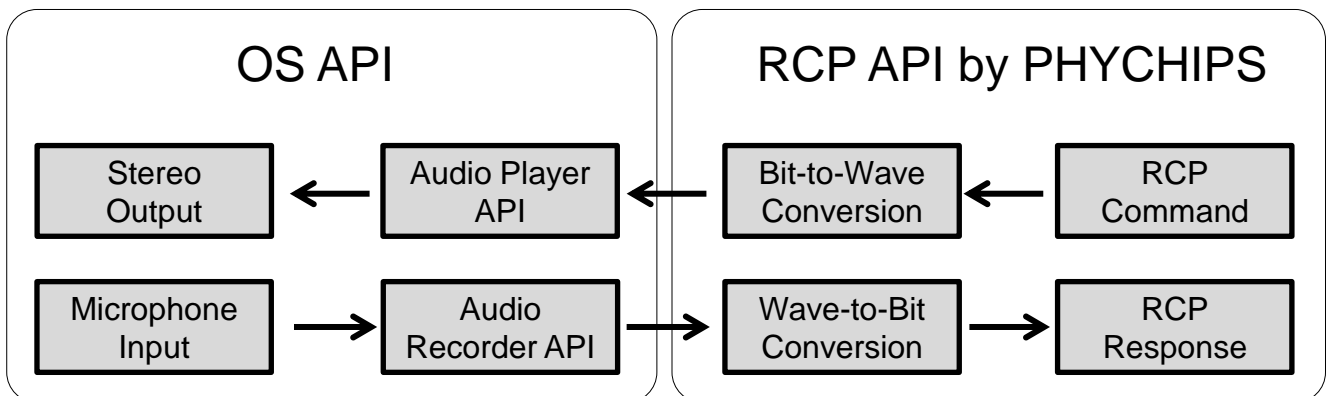 OS API
RCP API by PHYCHIPS
Stereo
Output
Audio Player
API
Bit-to-Wave
Conversion
RCP
Command
Microphone
Input
Audio
Recorder API
Wave-to-Bit
Conversion
RCP
Response